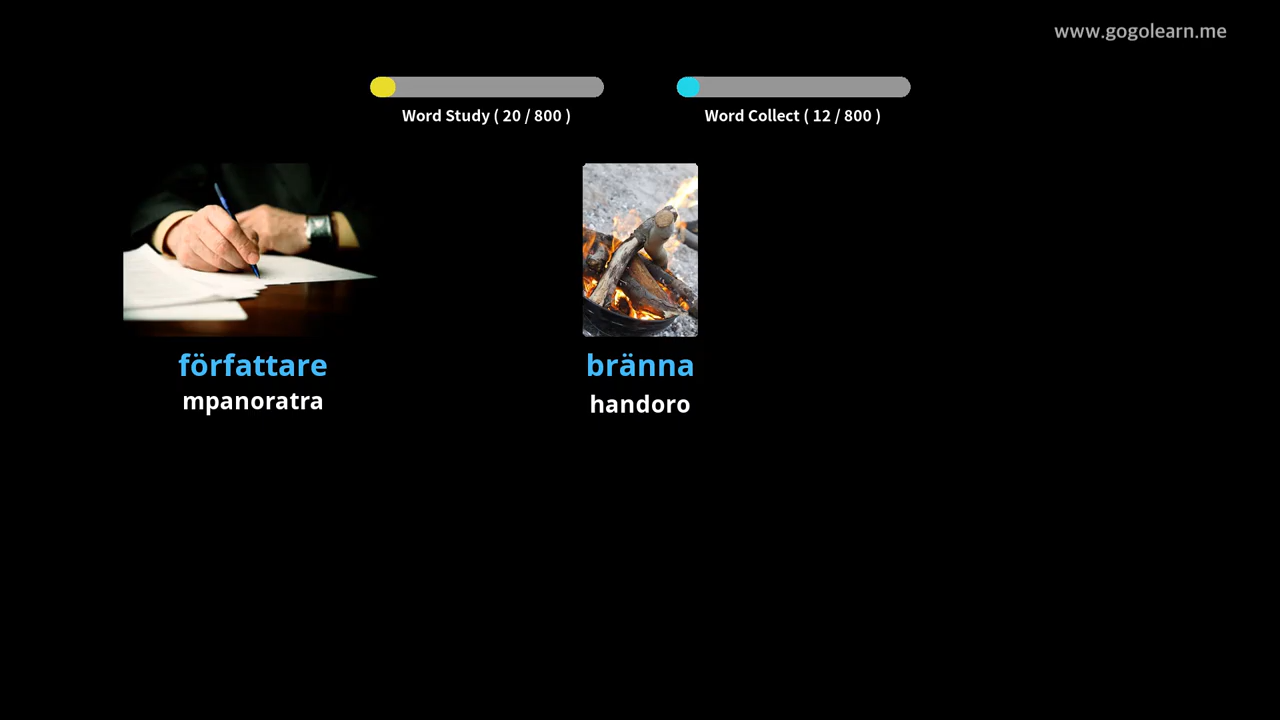 www.gogolearn.me
Word Study ( 20 / 800 )
Word Collect ( 12 / 800 )
författare
mpanoratra
bränna
handoro